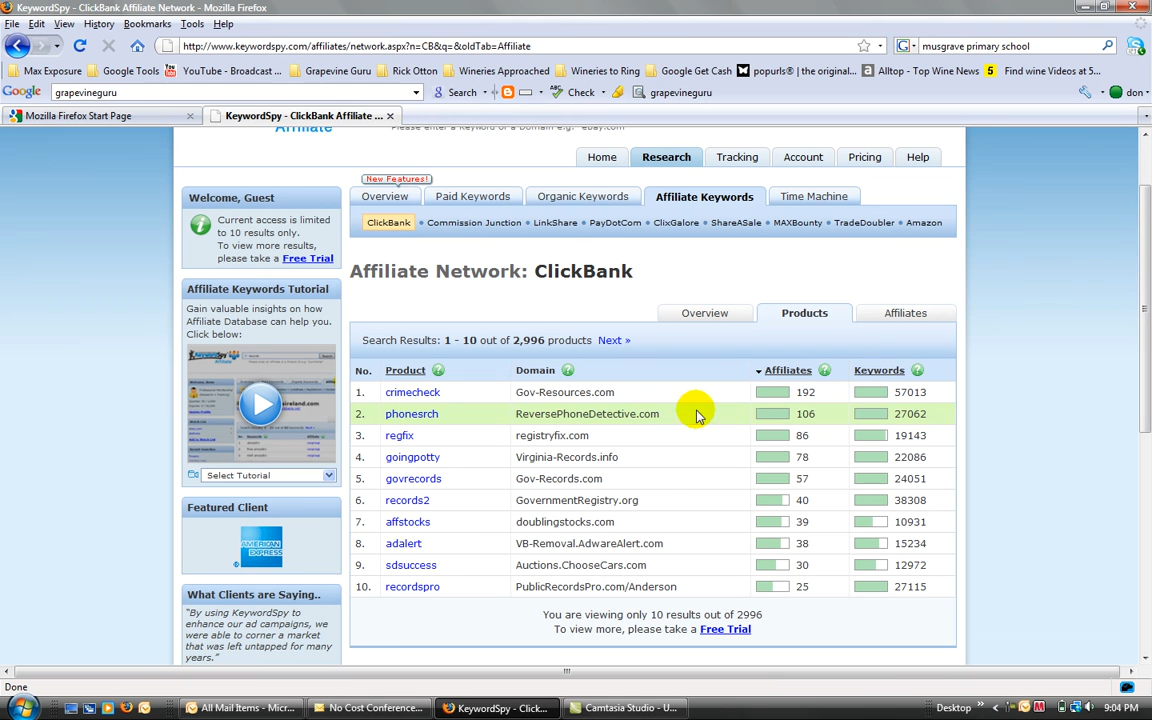 KeywordSpy - ClickBank Affiliate Network - Mozilla Firefox
File Edit View History Bookmarks Tools Help
http://www.keywordspy.com/affiliates/network.aspx?n=CB&q=&oldTab=Affiliate
musgrave primary school
Max Exposure Google Tools YouTube - Broadcast ... Grapevine Guru Rick Otton Wineries Approached Wineries to Ring Google Get Cash popurls® | the original... Alltop - Top Wine News Find wine Videos at 5...
Google grapevineguru Search Check grapevineguru don
Mozilla Firefox Start Page
KeywordSpy - ClickBank Affiliate ...
Affiliate
Please enter a Keyword or a Domain e.g. ebay.com
Home Research Tracking Account Pricing Help
New Features!
Overview Paid Keywords Organic Keywords Affiliate Keywords Time Machine
ClickBank • Commission Junction • LinkShare • PayDotCom • ClixGalore • ShareASale • MAXBounty • TradeDoubler • Amazon
Welcome, Guest
Current access is limited
to 10 results only.
To view more results,
please take a Free Trial
Affiliate Keywords Tutorial
Gain valuable insights on how
Affiliate Database can help you.
Click below:
Select Tutorial
Featured Client
AMERICAN EXPRESS
What Clients are Saying..
“By using KeywordSpy to
enhance our ad campaigns, we
were able to corner a market
that was left untapped for many
years.”
Affiliate Network: ClickBank
Overview Products Affiliates
Search Results: 1 - 10 out of 2,996 products Next »
No. Product Domain Affiliates Keywords
1. crimecheck Gov-Resources.com 192 57013
2. phonesrch ReversePhoneDetective.com 106 27062
3. regfix registryfix.com 86 19143
4. goingpotty Virginia-Records.info 78 22086
5. govrecords Gov-Records.com 57 24051
6. records2 GovernmentRegistry.org 40 38308
7. affstocks doublingstocks.com 39 10931
8. adalert VB-Removal.AdwareAlert.com 38 15234
9. sdsuccess Auctions.ChooseCars.com 30 12972
10. recordspro PublicRecordsPro.com/Anderson 25 27115
You are viewing only 10 results out of 2996
To view more, please take a Free Trial
Done
All Mail Items - Micr... No Cost Conference... KeywordSpy - Click... Camtasia Studio - U... Desktop 9:04 PM